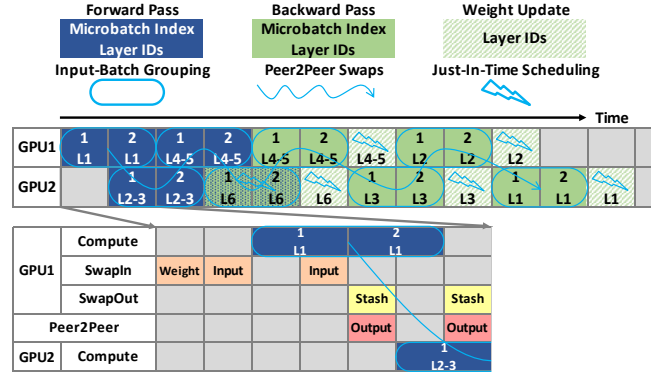 Forward Pass Backward Pass Weight Update
Microbatch Index Microbatch Index Layer IDs
Layer IDs Layer IDs
Input-Batch Grouping Peer2Peer Swaps Just-In-Time Scheduling
Time
GPU1 1 2 1 2 1 2 1 2
L1 L1 L4-5 L4-5 L4-5 L4-5 L4-5 L2 L2 L2
GPU2 1 2 1 2 1 2 1 2
L2-3 L2-3 L6 L6 L6 L3 L3 L3 L1 L1 L1
Compute 1 2
L1 L1
GPU1 SwapIn Weight Input Input
SwapOut Stash Stash
Peer2Peer Output Output
GPU2 Compute 1
L2-3